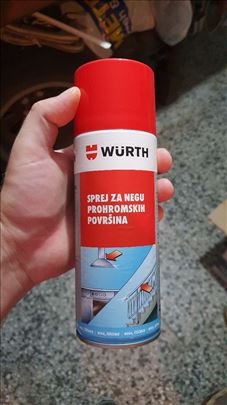 WÜRTH
SPREJ ZA NEGU
PROHROMSKIH
POVRŠINA